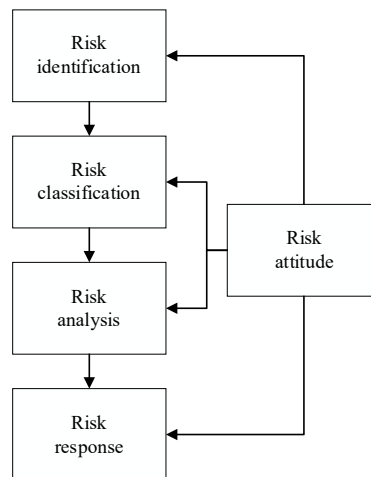 Risk
identification
Risk
classification
Risk
attitude
Risk
analysis
Risk
response